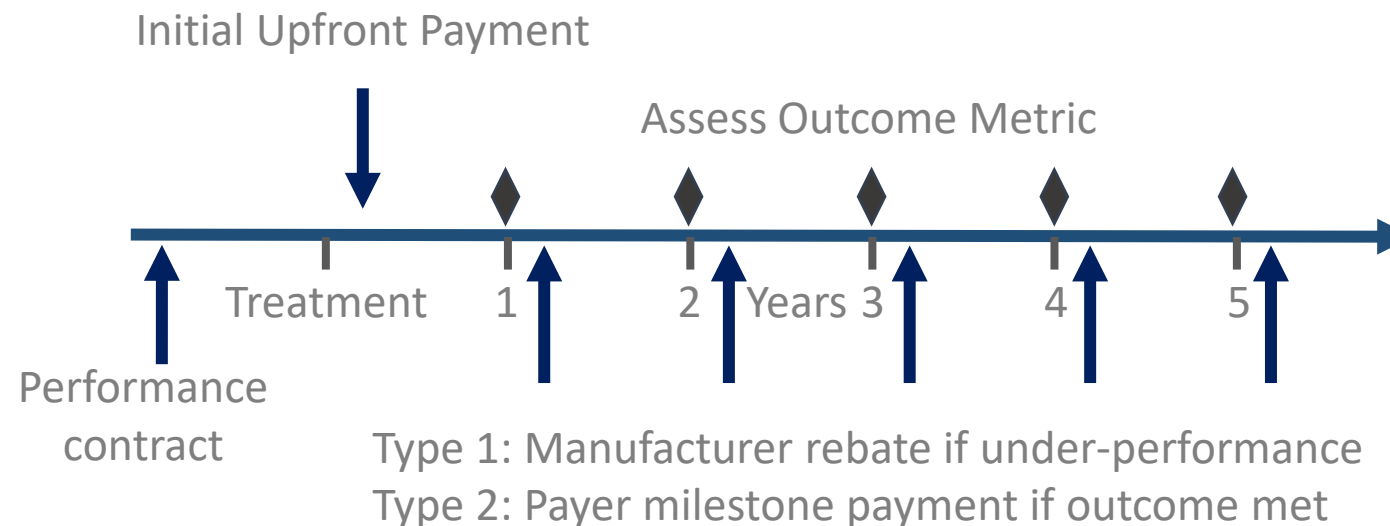 Initial Upfront Payment
Assess Outcome Metric
Treatment 1 2 Years 3 4 5
Performance
contract
Type 1: Manufacturer rebate if under-performance
Type 2: Payer milestone payment if outcome met